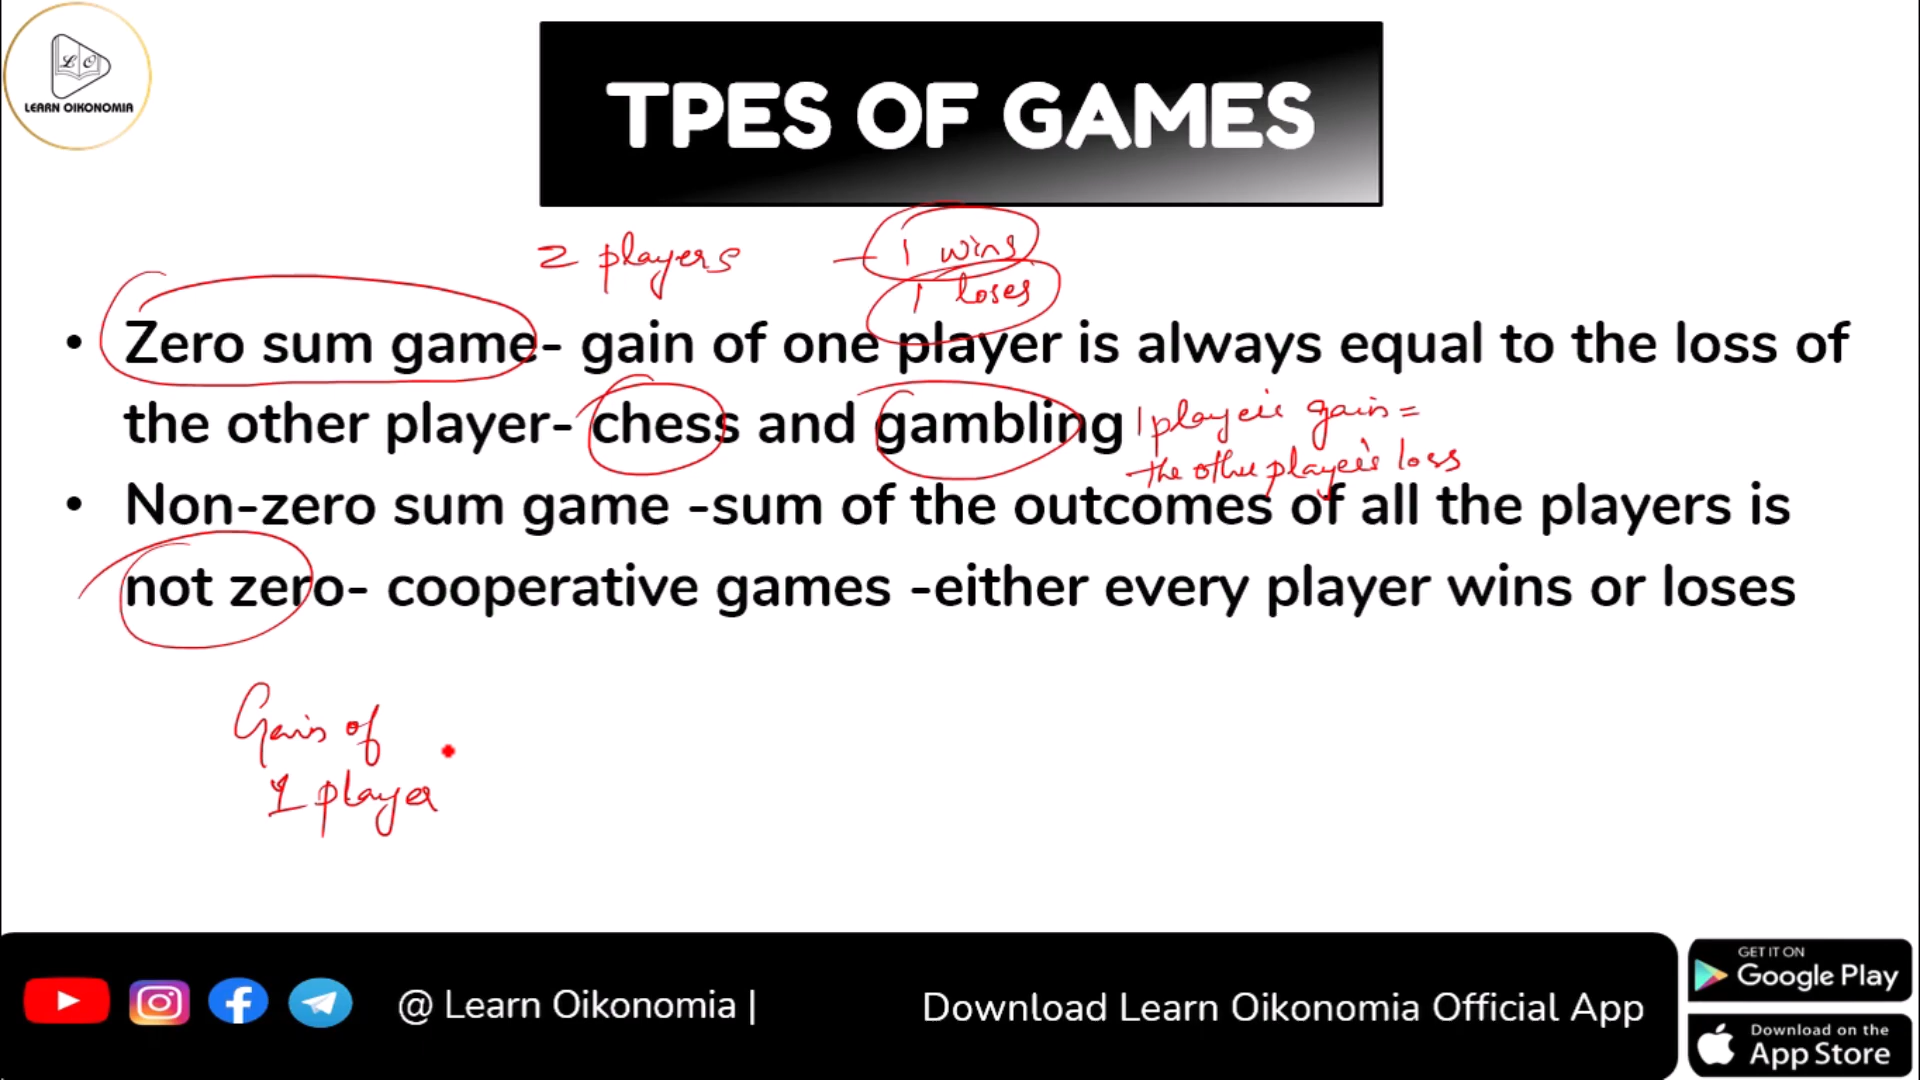 LO
LEARN OIKONOMIA
TPES OF GAMES
2 players — 1 wins
1 loses
• Zero sum game- gain of one player is always equal to the loss of
the other player- chess and gambling
1 player's gain =
the other player's loss
• Non-zero sum game -sum of the outcomes of all the players is
not zero- cooperative games -either every player wins or loses
Gain of
1 player
@ Learn Oikonomia |
Download Learn Oikonomia Official App
GET IT ON
Google Play
Download on the
App Store